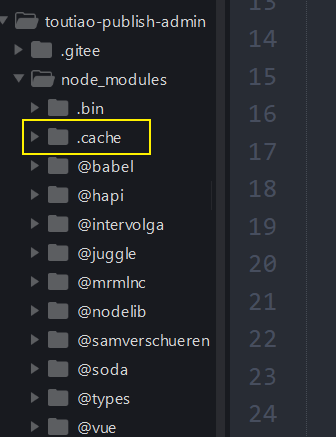 toutiao-publish-admin
.gitee
node_modules
.bin
.cache
@babel
@hapi
@intervolga
@juggle
@mrmlnc
@nodelib
@samverschueren
@soda
@types
@vue
13
14
15
16
17
18
19
20
21
22
23
24